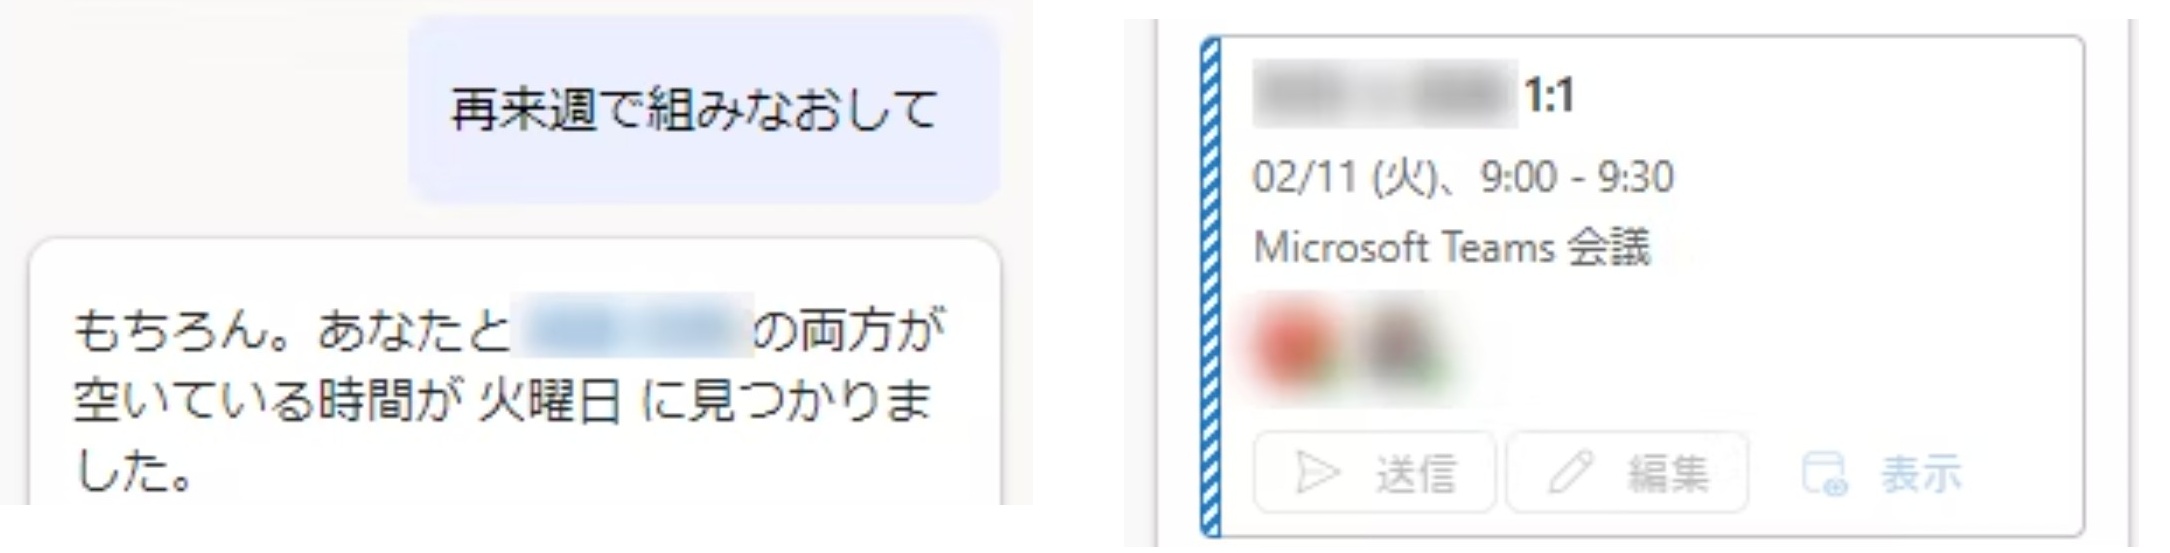 再来週で組みなおして
もちろん。あなたと
の両方が
空いている時間が 火曜日 に見つかりま
した。
1:1
02/11 (火)、9:00 - 9:30
Microsoft Teams 会議
送信
編集
表示